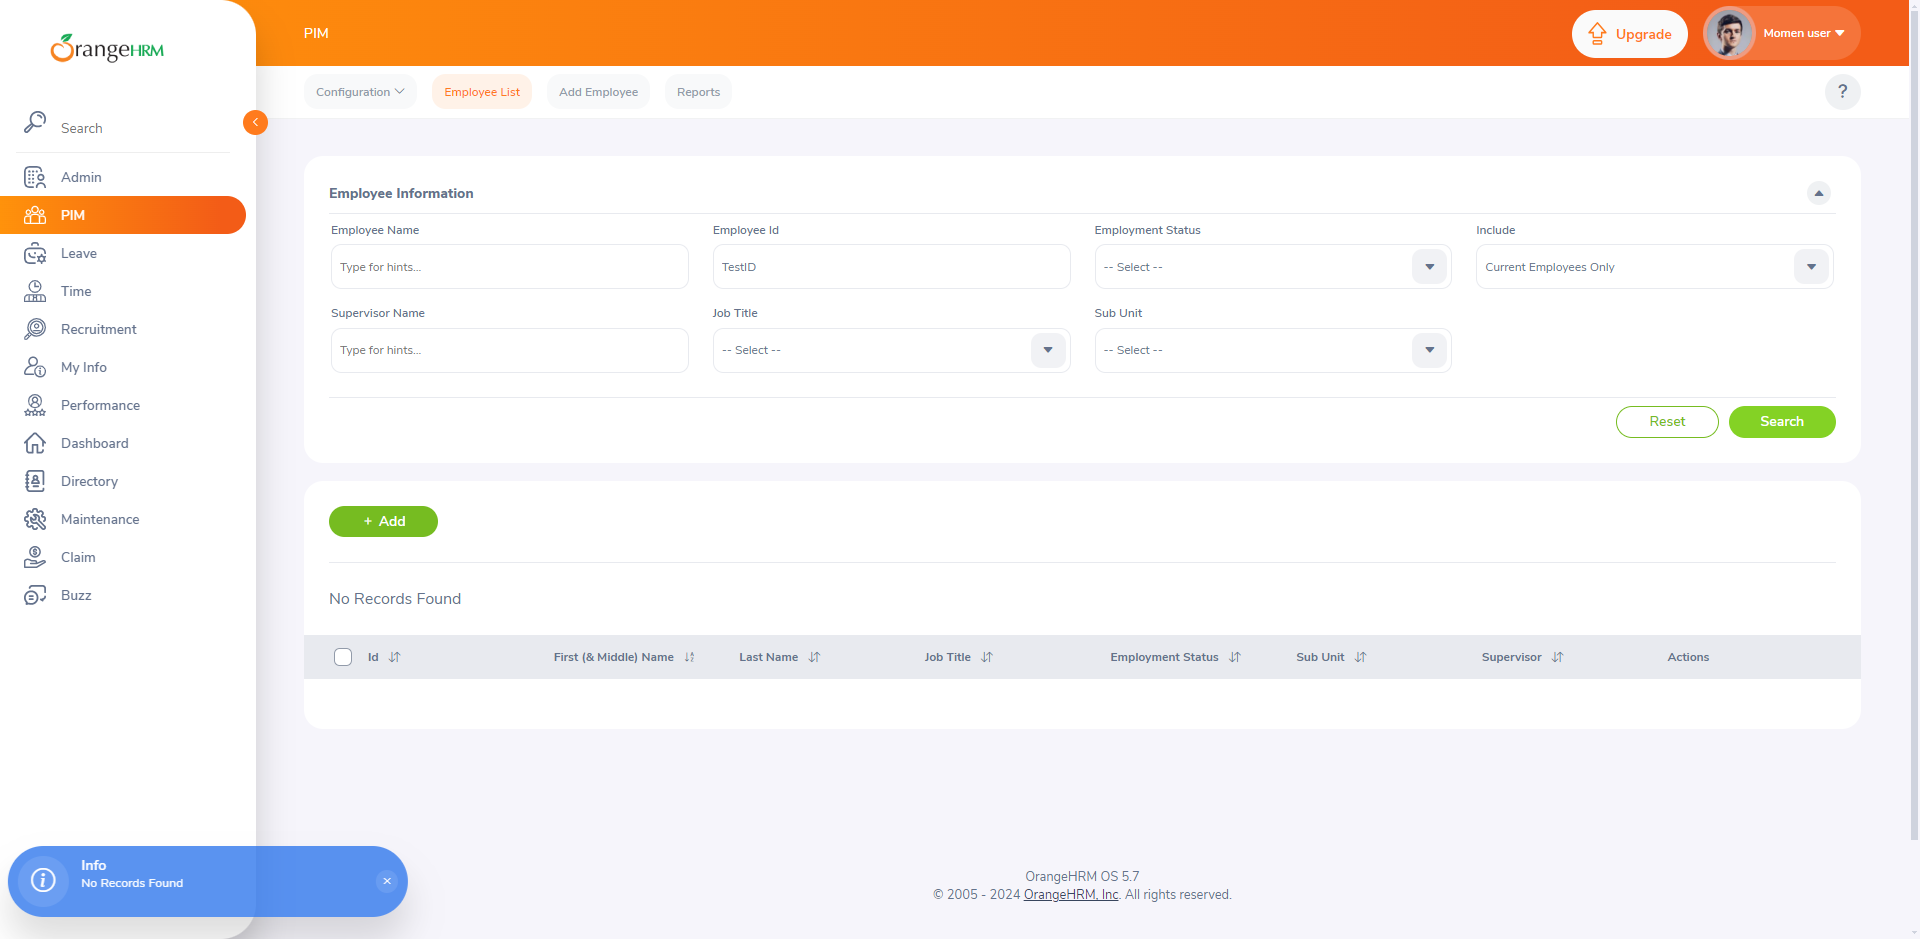 OrangeHRM
PIM
Upgrade
Momen user
Configuration
Employee List
Add Employee
Reports
?
Search
Admin
PIM
Leave
Time
Recruitment
My Info
Performance
Dashboard
Directory
Maintenance
Claim
Buzz
Employee Information
Employee Name
Employee Id
Employment Status
Include
Type for hints...
TestID
-- Select --
Current Employees Only
Supervisor Name
Job Title
Sub Unit
Type for hints...
-- Select --
-- Select --
Reset
Search
+ Add
No Records Found
Id
First (& Middle) Name
Last Name
Job Title
Employment Status
Sub Unit
Supervisor
Actions
Info
No Records Found
OrangeHRM OS 5.7
© 2005 - 2024 OrangeHRM, Inc. All rights reserved.